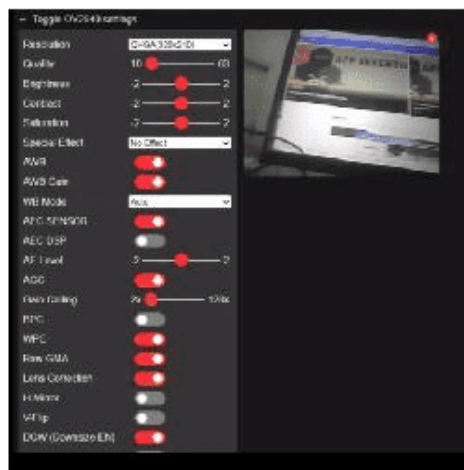 Toggle OV2640 settings
Resolution QVGA(320x240)
Quality 10 63
Brightness -2 2
Contrast -2 2
Saturation -2 2
Special Effect No Effect
AWB
AWB Gain
WB Mode Auto
AEC SENSOR
AEC DSP
AE Level -2 2
AGC
Gain Ceiling 2x 128x
BPC
WPC
Raw GMA
Lens Correction
H-Mirror
V-Flip
DCW (Downsize EN)